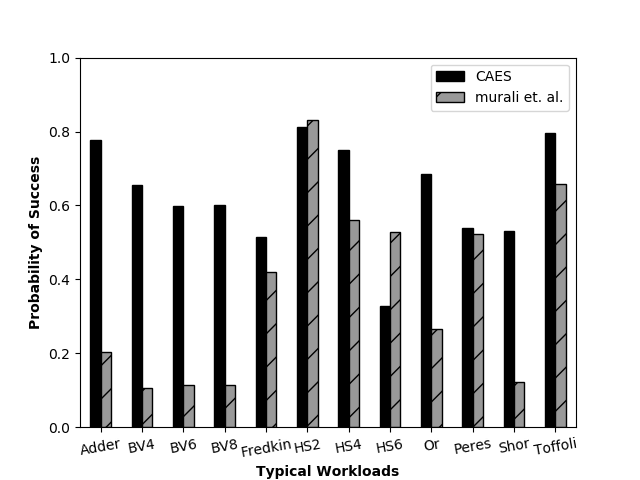 1.0
0.8
0.6
0.4
0.2
0.0
Probability of Success
CAES
murali et. al.
Adder BV4 BV6 BV8 Fredkin HS2 HS4 HS6 Or Peres Shor Toffoli
Typical Workloads